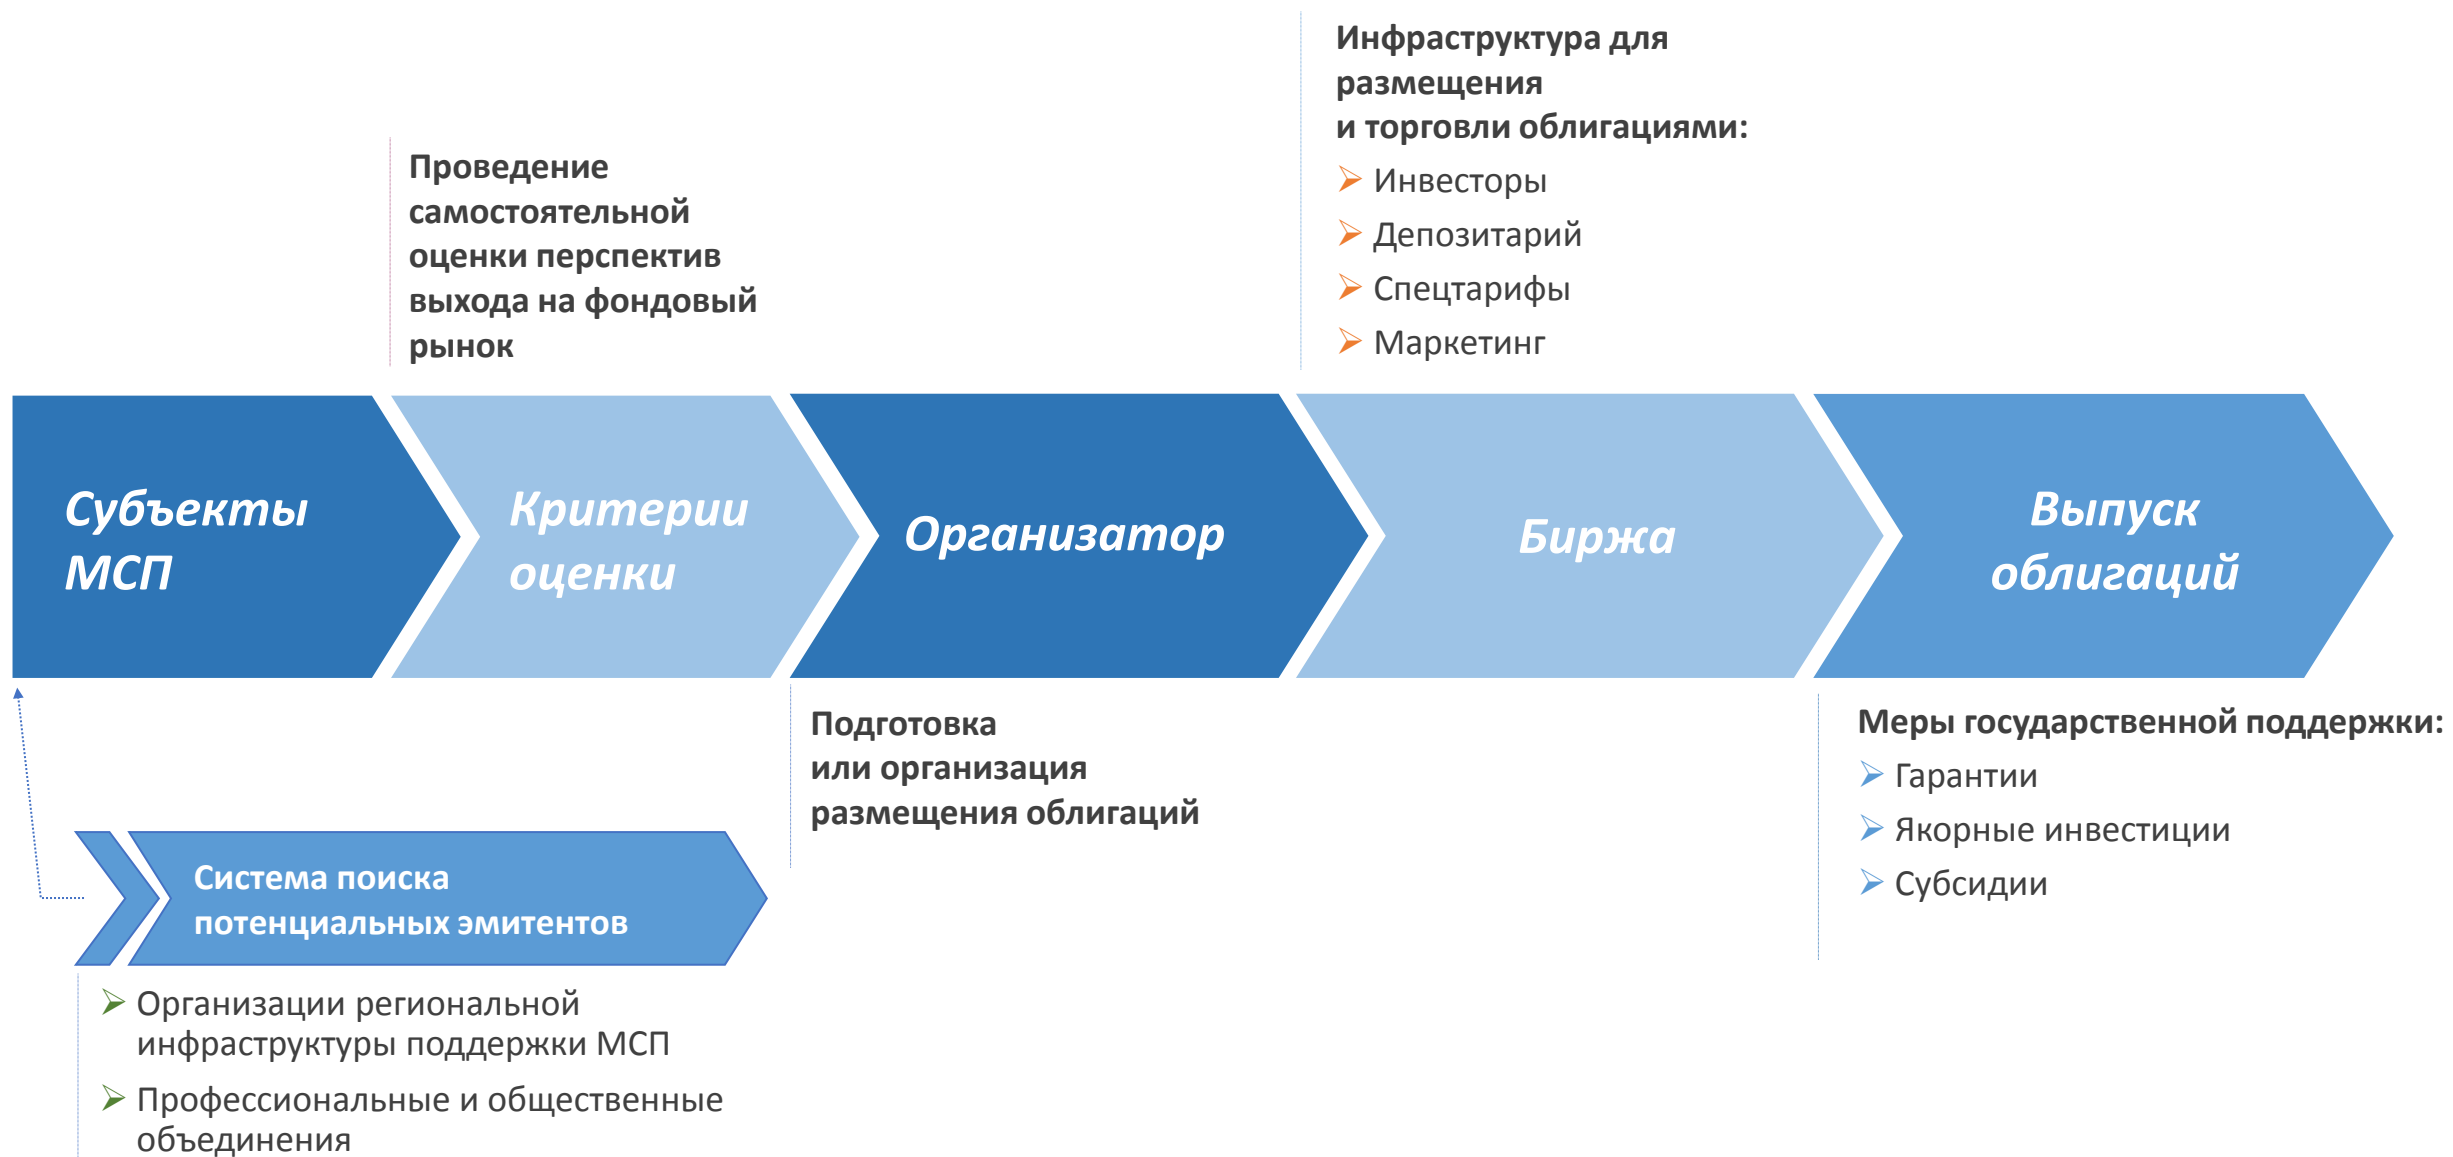 Инфраструктура для
размещения
и торговли облигациями:
Инвесторы
Депозитарий
Спецтарифы
Маркетинг
Проведение
самостоятельной
оценки перспектив
выхода на фондовый
рынок
Субъекты
МСП
Критерии
оценки
Организатор
Биржа
Выпуск
облигаций
Подготовка
или организация
размещения облигаций
Меры государственной поддержки:
Гарантии
Якорные инвестиции
Субсидии
Система поиска
потенциальных эмитентов
Организации региональной
инфраструктуры поддержки МСП
Профессиональные и общественные
объединения